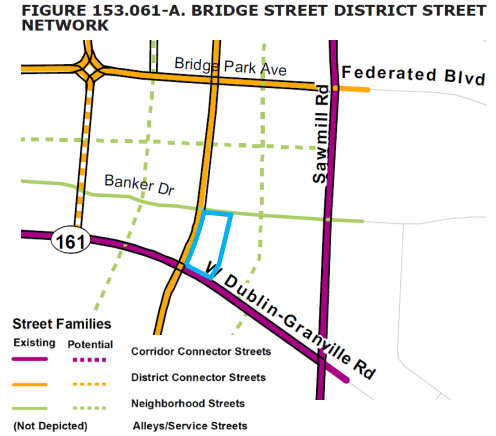 FIGURE 153.061-A. BRIDGE STREET DISTRICT STREET
NETWORK
Bridge Park Ave
Federated Blvd
Sawmill Rd
Banker Dr
161
W Dublin-Granville Rd
Street Families
Existing Potential
Corridor Connector Streets
District Connector Streets
Neighborhood Streets
(Not Depicted) Alleys/Service Streets